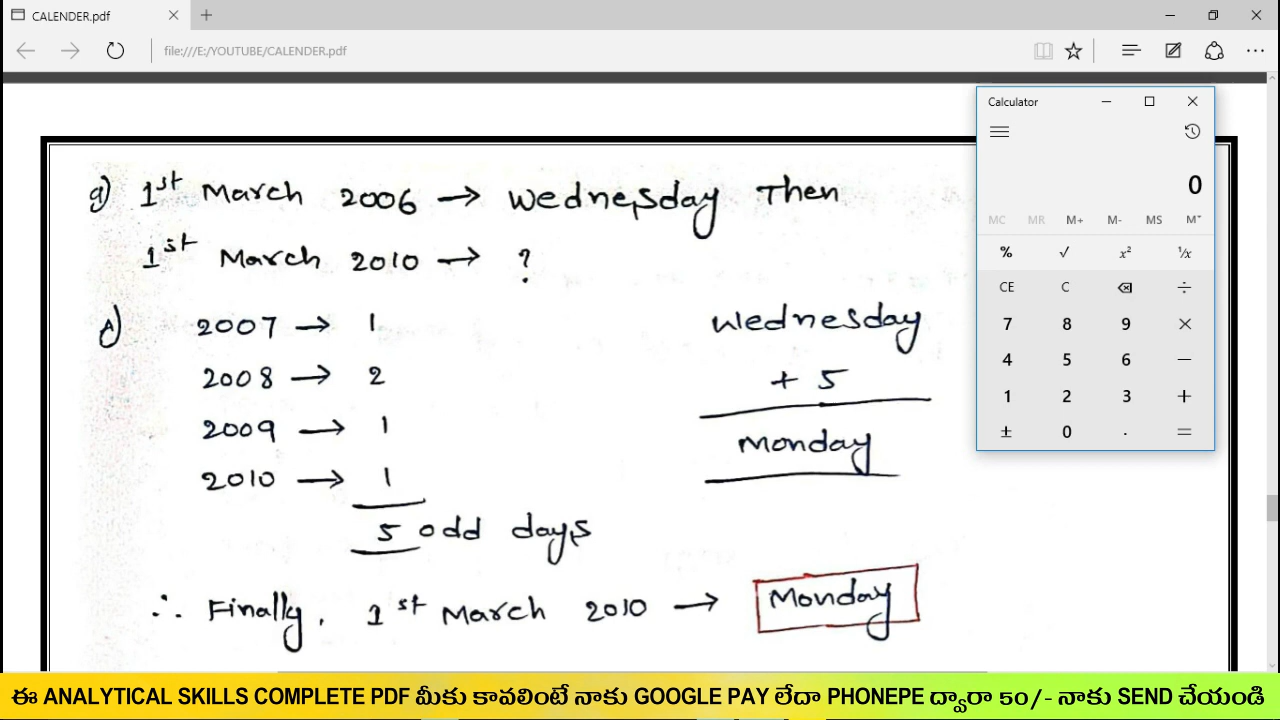 CALENDER.pdf
file:///E:/YOUTUBE/CALENDER.pdf
Calculator
0
MC MR M+ M- MS M˅
% √ x² ¹/x
CE C ⌫ ÷
7 8 9 ×
4 5 6 −
1 2 3 +
± 0 . =
q) 1st March 2006 → Wednesday Then
1st March 2010 → ?
A) 2007 → 1
2008 → 2
2009 → 1
2010 → 1
5 odd days
Wednesday
+ 5
Monday
∴ Finally, 1st March 2010 → Monday
ఈ ANALYTICAL SKILLS COMPLETE PDF మీకు కావలింటే నాకు GOOGLE PAY లేదా PHONEPE ద్వారా 50/- నాకు SEND చేయండి